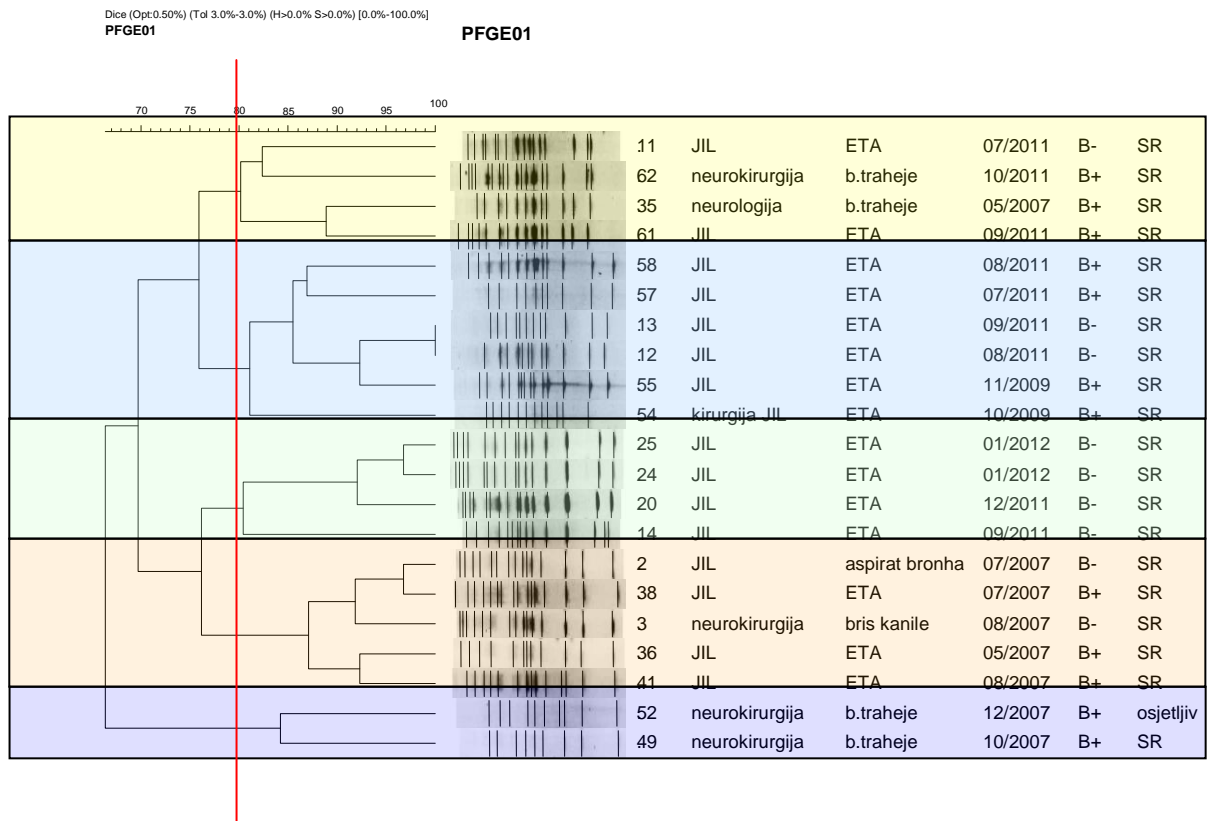 Dice (Opt:0.50%) (Tol 3.0%-3.0%) (H>0.0% S>0.0%) [0.0%-100.0%]
PFGE01
PFGE01
70 75 80 85 90 95 100
11 JIL ETA 07/2011 B- SR
62 neurokirurgija b.traheje 10/2011 B+ SR
35 neurologija b.traheje 05/2007 B+ SR
61 JIL ETA 09/2011 B+ SR
58 JIL ETA 08/2011 B+ SR
57 JIL ETA 07/2011 B+ SR
13 JIL ETA 09/2011 B- SR
12 JIL ETA 08/2011 B- SR
55 JIL ETA 11/2009 B+ SR
54 kirurgija JIL ETA 10/2009 B+ SR
25 JIL ETA 01/2012 B- SR
24 JIL ETA 01/2012 B- SR
20 JIL ETA 12/2011 B- SR
14 JIL ETA 09/2011 B- SR
2 JIL aspirat bronha 07/2007 B- SR
38 JIL ETA 07/2007 B+ SR
3 neurokirurgija bris kanile 08/2007 B- SR
36 JIL ETA 05/2007 B+ SR
41 JIL ETA 08/2007 B+ SR
52 neurokirurgija b.traheje 12/2007 B+ osjetljiv
49 neurokirurgija b.traheje 10/2007 B+ SR